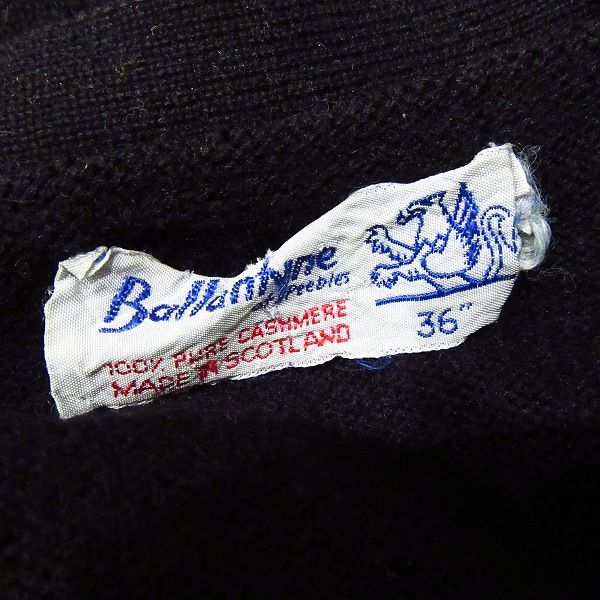 Ballantyne
of Peebles
100% PURE CASHMERE
MADE IN SCOTLAND
36"